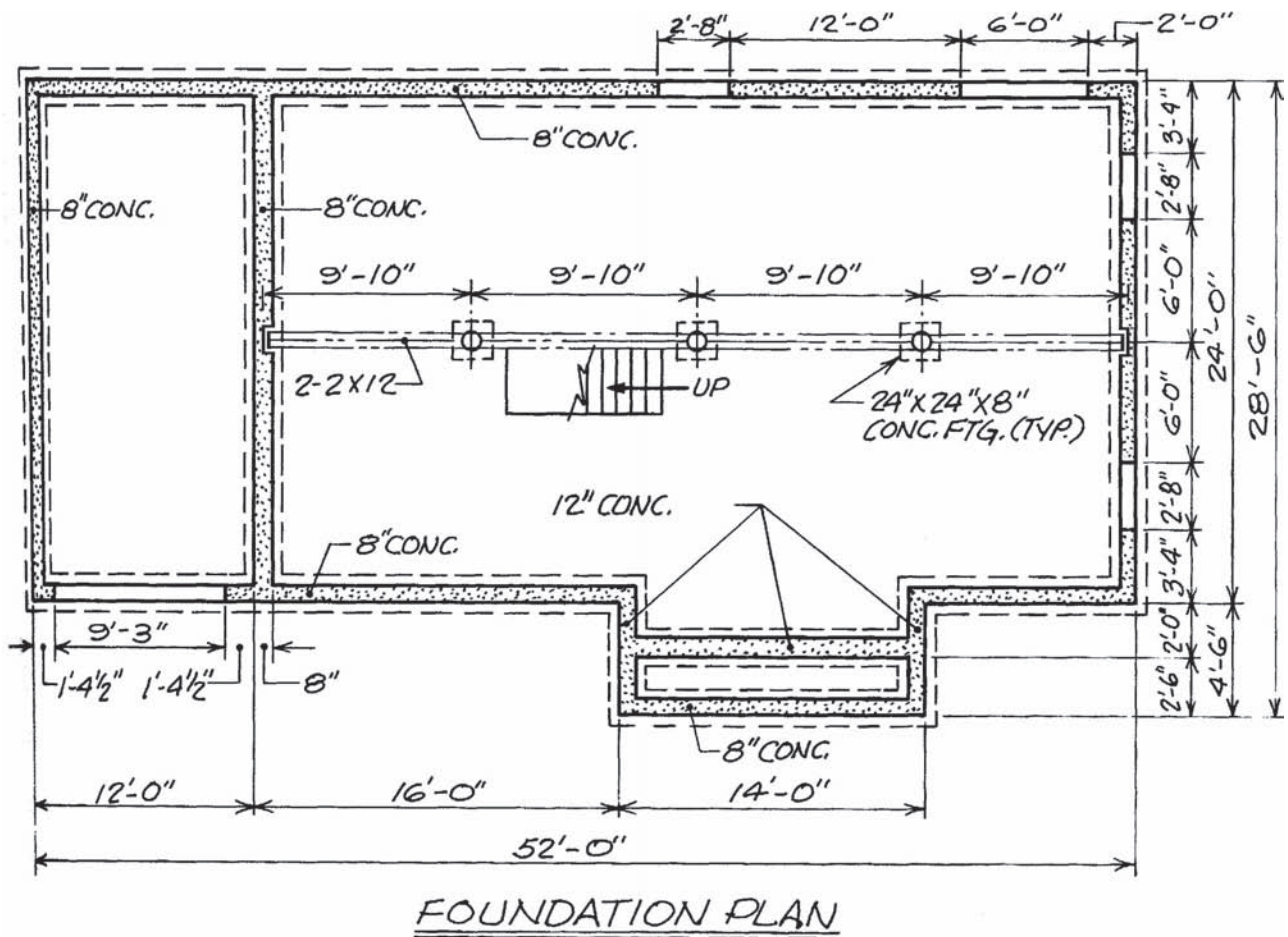 2'-8" 12'-0" 6'-0" 2'-0"
8" CONC.
3'-4"
8" CONC. 8" CONC.
2'-8"
9'-10" 9'-10" 9'-10" 9'-10"
6'-0"
24'-0"
28'-6"
2-2X12
UP
24"X24"X8"
CONC. FTG. (TYP.)
6'-0"
12" CONC.
2'-8"
8" CONC.
3'-4"
9'-3"
2'-0"
4'-6"
1'-4½" 1'-4½" 8"
2'-6"
8" CONC.
12'-0" 16'-0" 14'-0"
52'-0"
FOUNDATION PLAN